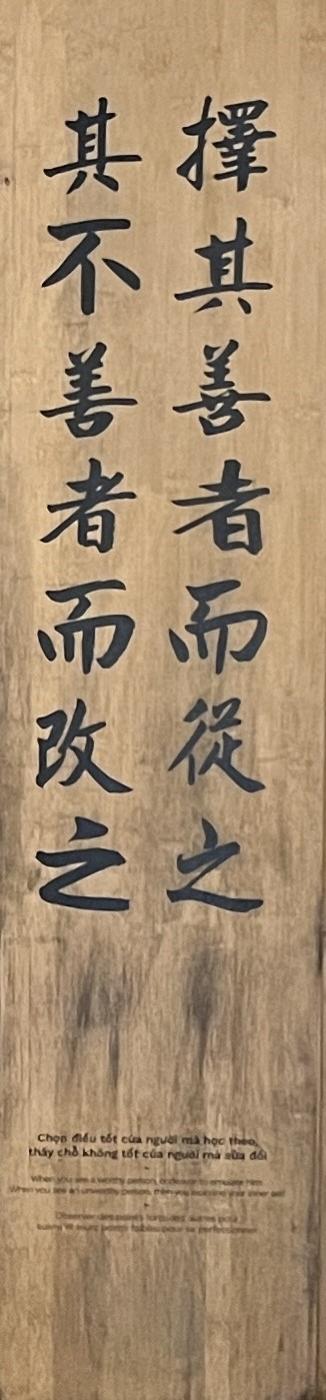 擇其善者而從之
其不善者而改之
Chọn điều tốt của người mà học theo,
thấy chỗ không tốt của người mà sửa đổi
When you see a worthy person, endeavor to emulate him
When you see an unworthy person, then you examine your inner self